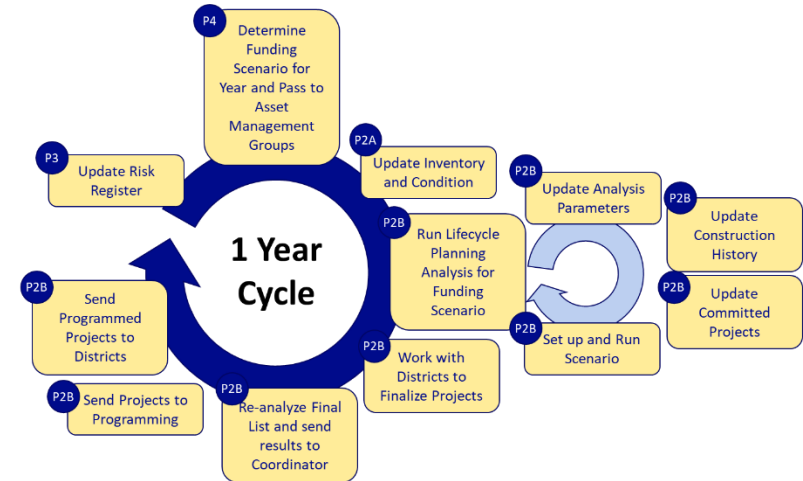 P4
Determine
Funding
Scenario for
Year and Pass to
Asset
Management
Groups
P3
Update Risk
Register
P2A
Update Inventory
and Condition
P2B
Update Analysis
Parameters
P2B
Update
Construction
History
P2B
Run Lifecycle
Planning
Analysis for
Funding
Scenario
1 Year
Cycle
P2B
Update
Committed
Projects
P2B
Set up and Run
Scenario
P2B
Send
Programmed
Projects to
Districts
P2B
Work with
Districts to
Finalize Projects
P2B
Send Projects to
Programming
P2B
Re-analyze Final
List and send
results to
Coordinator